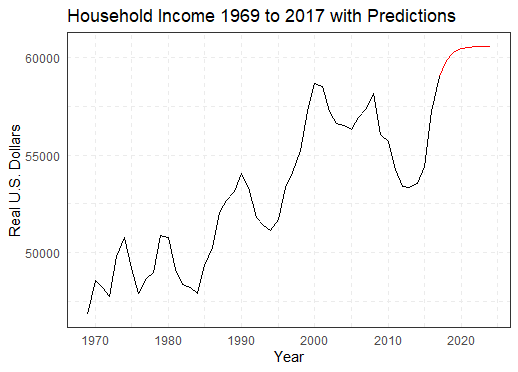 Household Income 1969 to 2017 with Predictions
60000
55000
50000
Real U.S. Dollars
1970 1980 1990 2000 2010 2020
Year